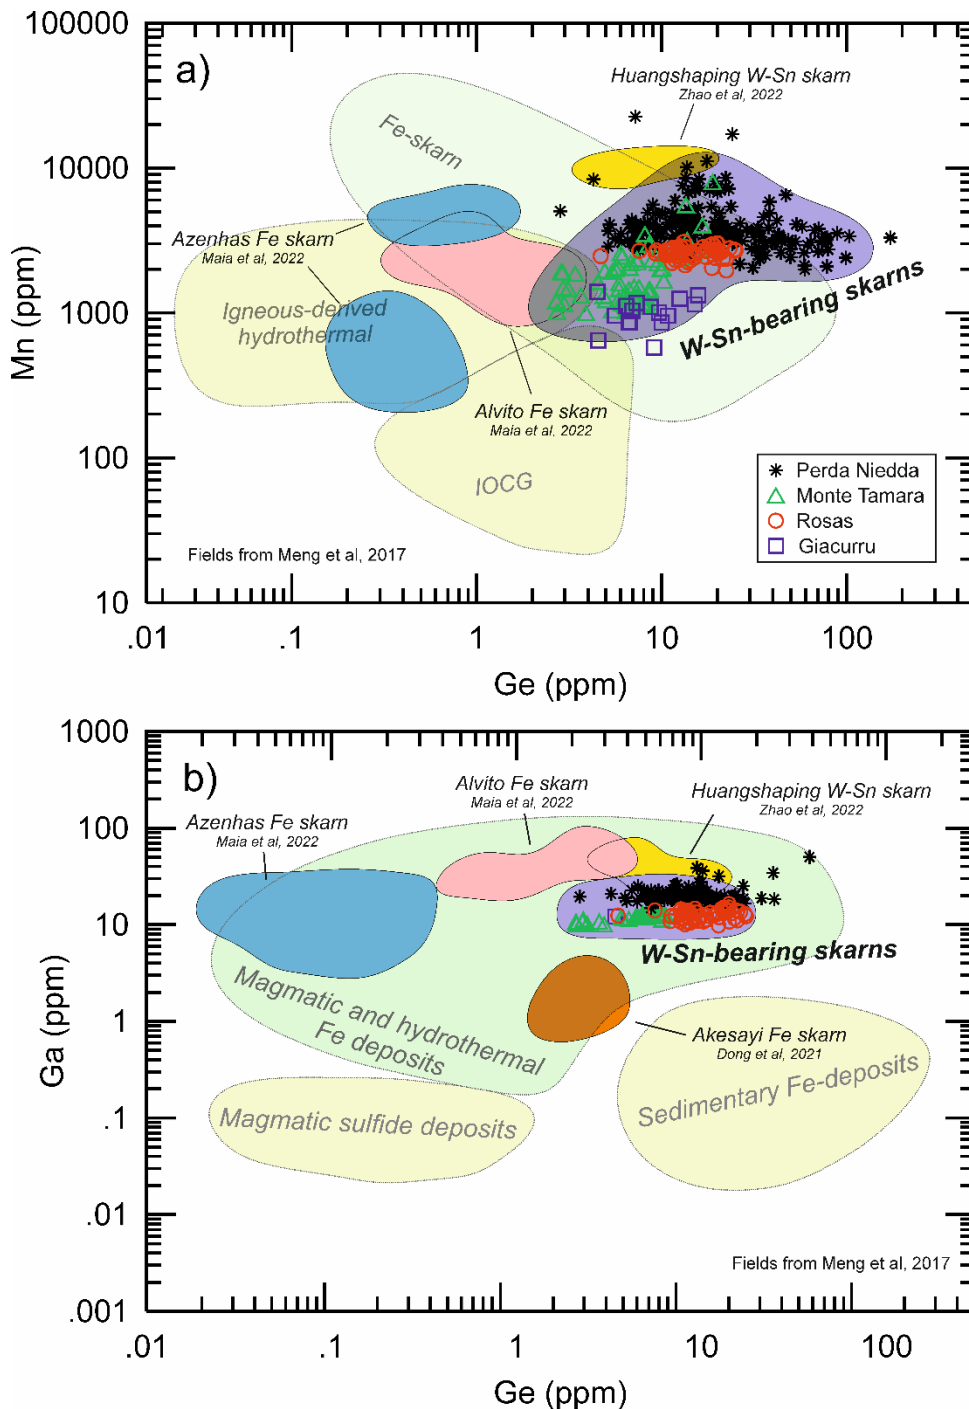 100000
a)
Huangshaping W-Sn skarn
Zhao et al, 2022
Fe-skarn
10000
Azenhas Fe skarn
Maia et al, 2022
Mn (ppm)
1000
Igneous-derived
hydrothermal
W-Sn-bearing skarns
Alvito Fe skarn
Maia et al, 2022
100
IOCG
Perda Niedda
Monte Tamara
Rosas
Giacurru
Fields from Meng et al, 2017
10
.01
.1
1
10
100
Ge (ppm)
1000
b)
Alvito Fe skarn
Maia et al, 2022
Huangshaping W-Sn skarn
Zhao et al, 2022
Azenhas Fe skarn
Maia et al, 2022
100
10
W-Sn-bearing skarns
Ga (ppm)
Magmatic and hydrothermal
Fe deposits
1
Akesayi Fe skarn
Dong et al, 2021
Sedimentary Fe-deposits
.1
Magmatic sulfide deposits
.01
Fields from Meng et al, 2017
.001
.01
.1
1
10
100
Ge (ppm)